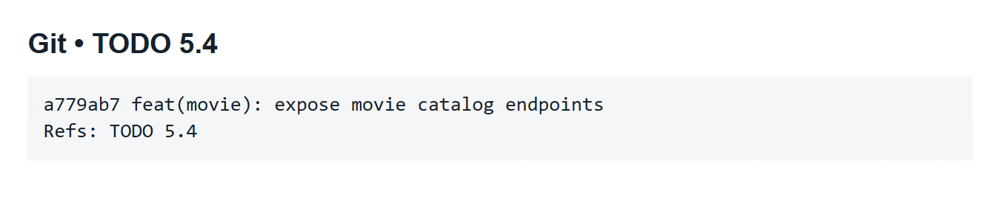 Git • TODO 5.4
a779ab7 feat(movie): expose movie catalog endpoints
Refs: TODO 5.4